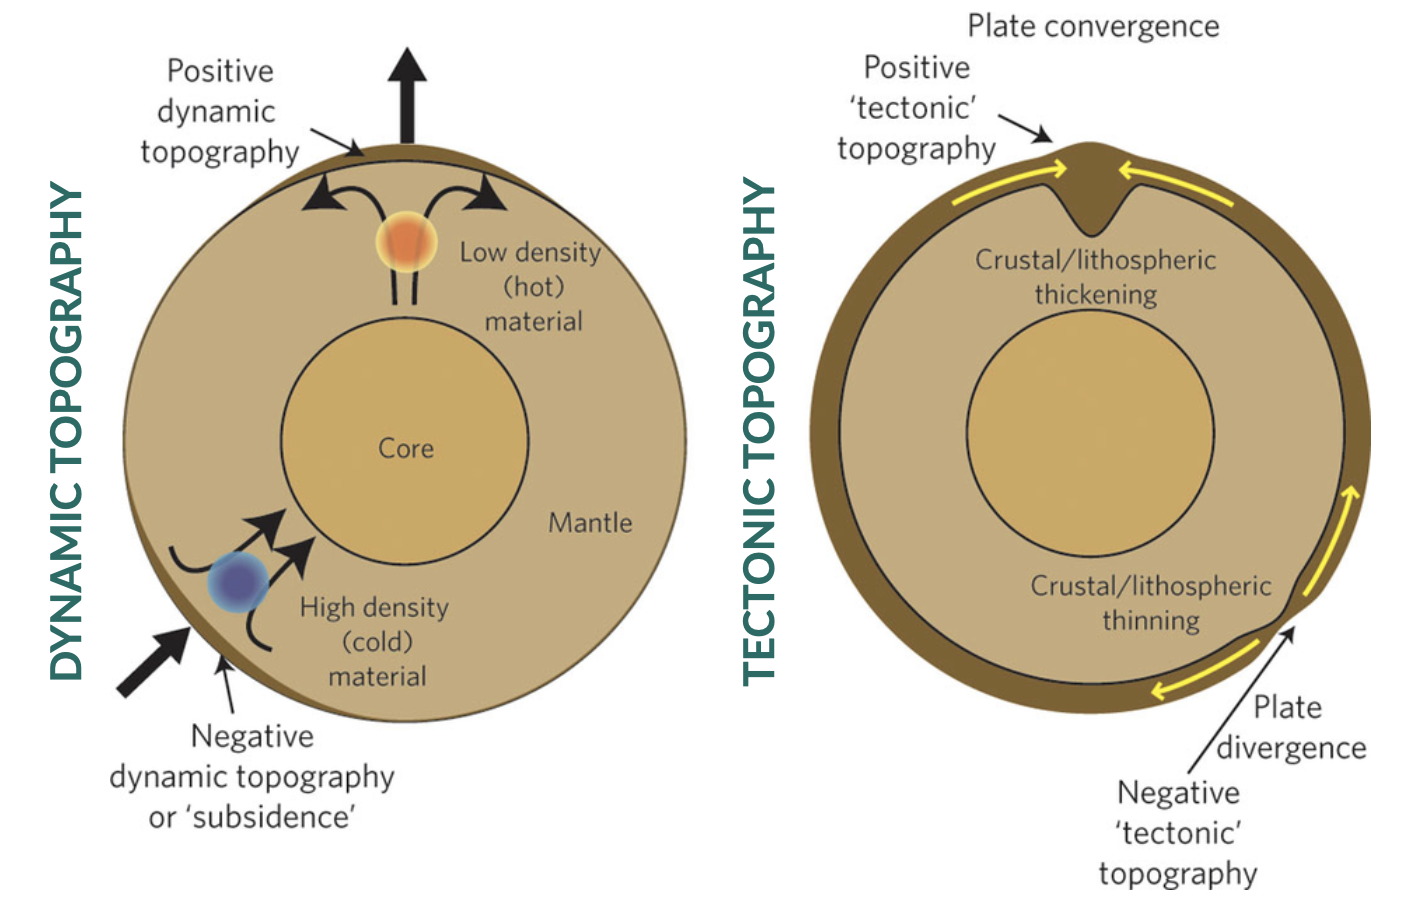 DYNAMIC TOPOGRAPHY
Positive
dynamic
topography
Low density
(hot)
material
Core
Mantle
High density
(cold)
material
Negative
dynamic topography
or ‘subsidence’
TECTONIC TOPOGRAPHY
Plate convergence
Positive
‘tectonic’
topography
Crustal/lithospheric
thickening
Crustal/lithospheric
thinning
Plate
divergence
Negative
‘tectonic’
topography